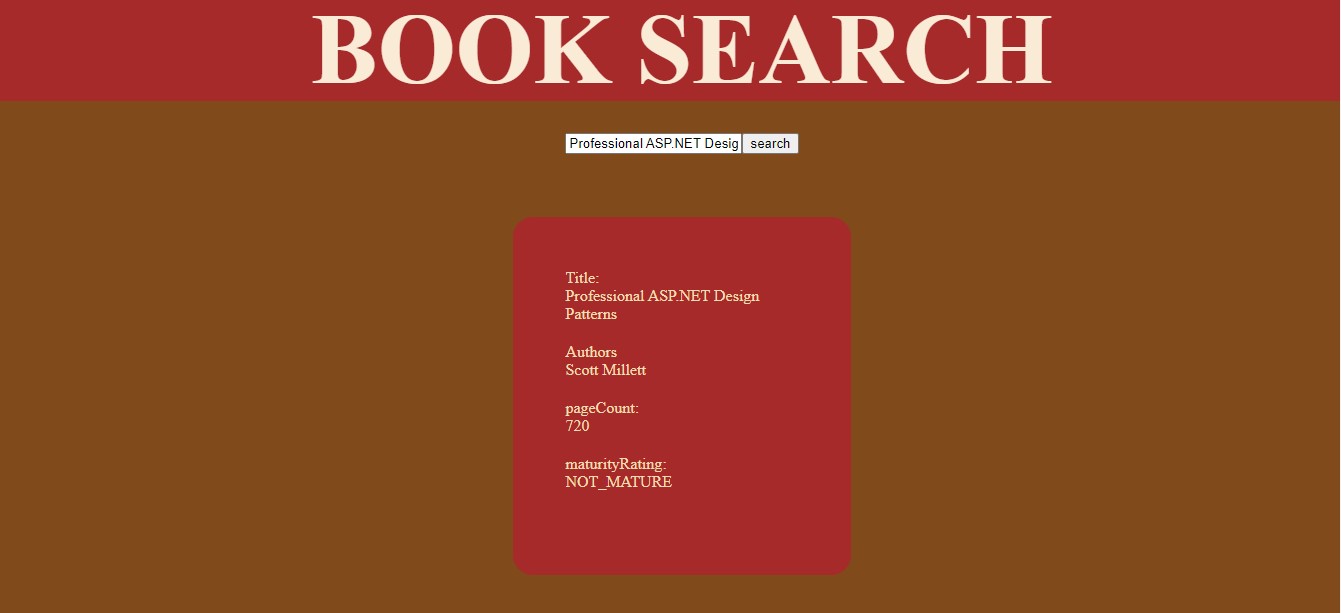 BOOK SEARCH
Professional ASP.NET Desig search
Title:
Professional ASP.NET Design
Patterns
Authors
Scott Millett
pageCount:
720
maturityRating:
NOT_MATURE